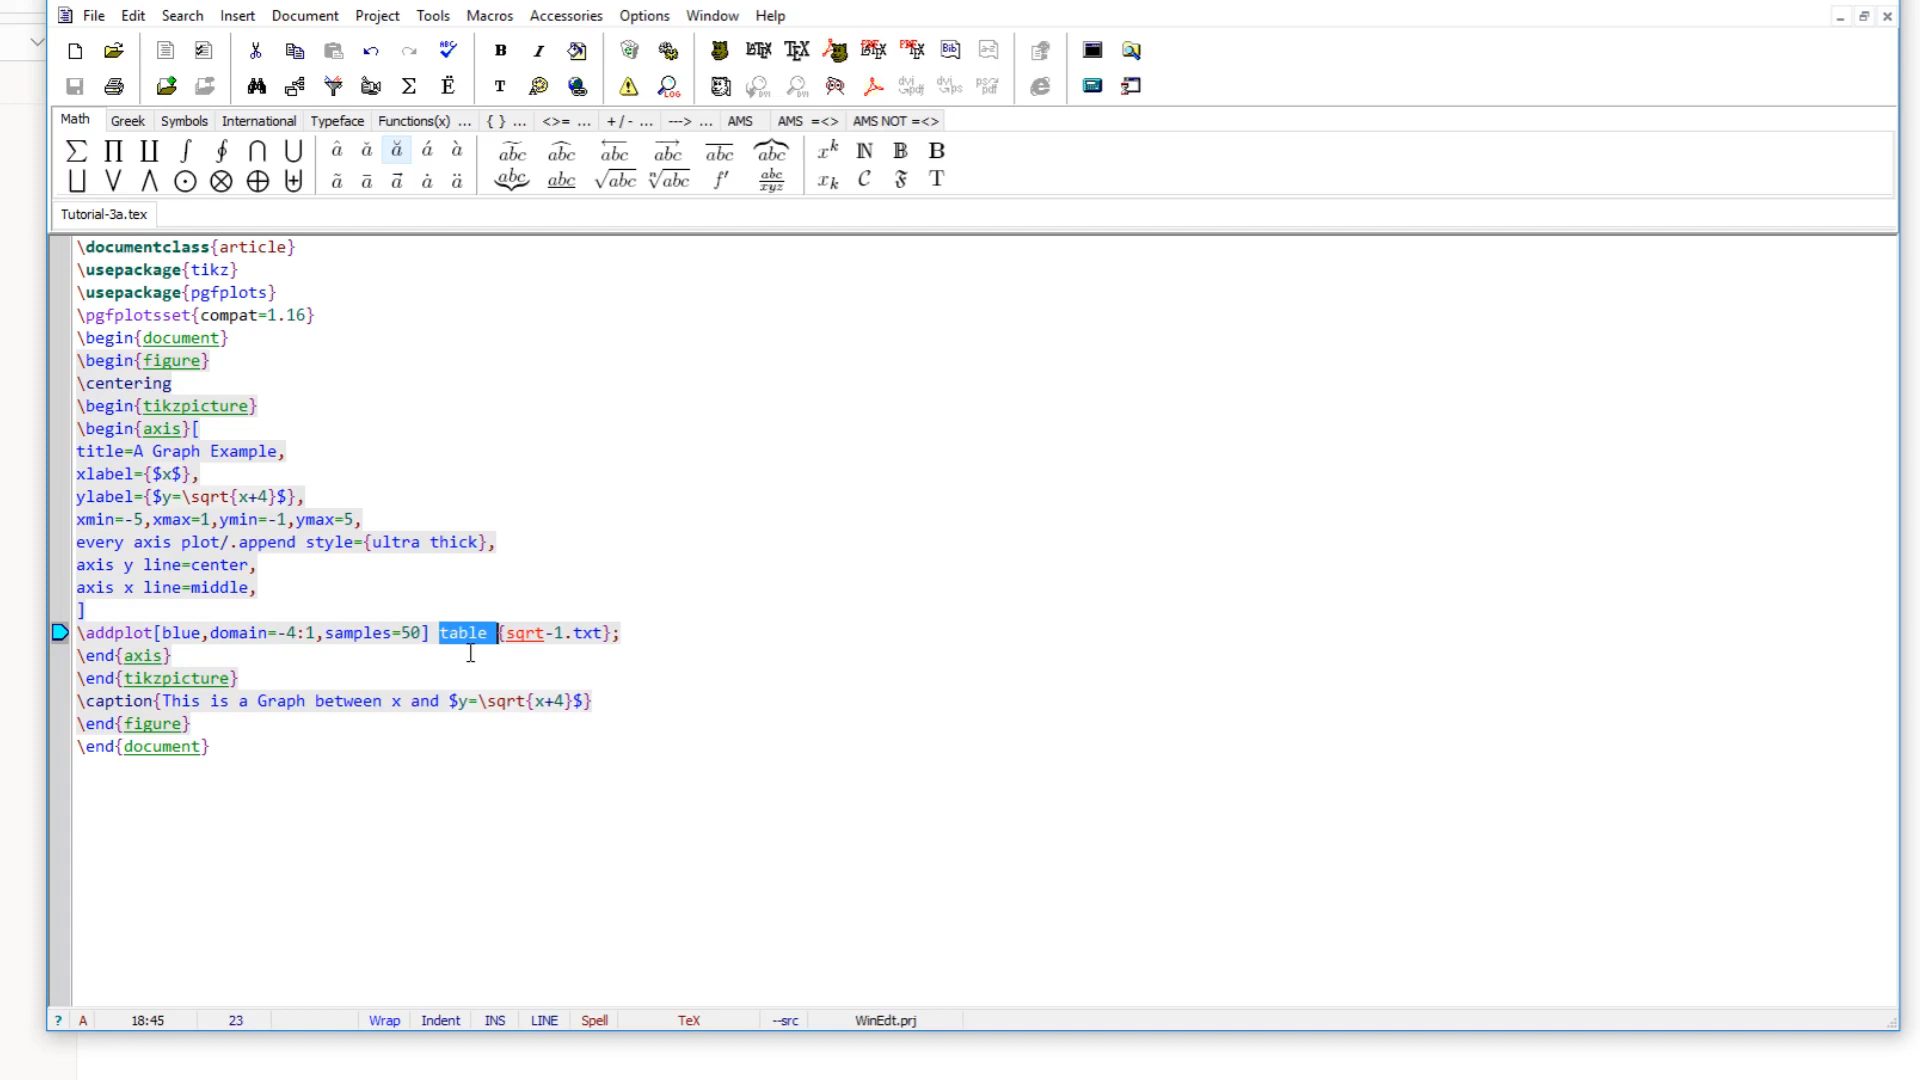 File Edit Search Insert Document Project Tools Macros Accessories Options Window Help
Math Greek Symbols International Typeface Functions(x) ... { } ... <>= ... + / - ... ---> ... AMS AMS =<> AMS NOT =<>
Tutorial-3a.tex
\documentclass{article}
\usepackage{tikz}
\usepackage{pgfplots}
\pgfplotsset{compat=1.16}
\begin{document}
\begin{figure}
\centering
\begin{tikzpicture}
\begin{axis}[
title=A Graph Example,
xlabel={$x$},
ylabel={$y=\sqrt{x+4}$},
xmin=-5,xmax=1,ymin=-1,ymax=5,
every axis plot/.append style={ultra thick},
axis y line=center,
axis x line=middle,
]
\addplot[blue,domain=-4:1,samples=50] table {sqrt-1.txt};
\end{axis}
\end{tikzpicture}
\caption{This is a Graph between x and $y=\sqrt{x+4}$}
\end{figure}
\end{document}
? A 18:45 23 Wrap Indent INS LINE Spell TeX --src WinEdt.prj